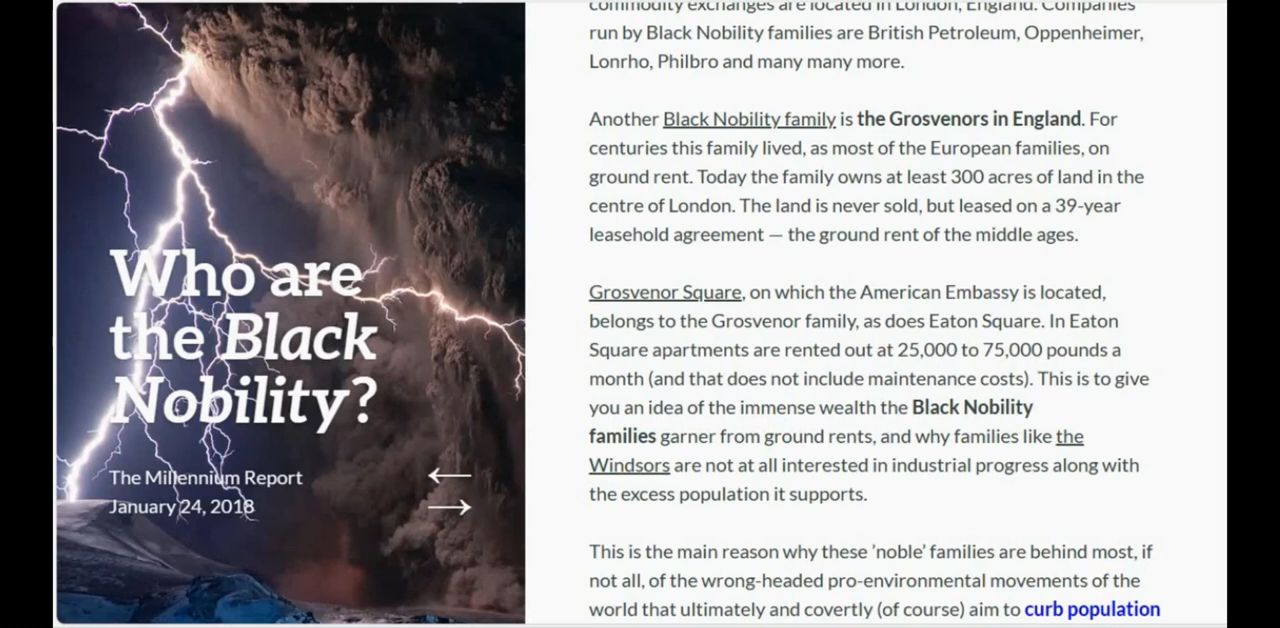 Who are
the Black
Nobility?
The Millennium Report
January 24, 2018
commodity exchanges are located in London, England. Companies
run by Black Nobility families are British Petroleum, Oppenheimer,
Lonrho, Philbro and many many more.
Another Black Nobility family is the Grosvenors in England. For
centuries this family lived, as most of the European families, on
ground rent. Today the family owns at least 300 acres of land in the
centre of London. The land is never sold, but leased on a 39-year
leasehold agreement — the ground rent of the middle ages.
Grosvenor Square, on which the American Embassy is located,
belongs to the Grosvenor family, as does Eaton Square. In Eaton
Square apartments are rented out at 25,000 to 75,000 pounds a
month (and that does not include maintenance costs). This is to give
you an idea of the immense wealth the Black Nobility
families garner from ground rents, and why families like the
Windsors are not at all interested in industrial progress along with
the excess population it supports.
This is the main reason why these ’noble’ families are behind most, if
not all, of the wrong-headed pro-environmental movements of the
world that ultimately and covertly (of course) aim to curb population